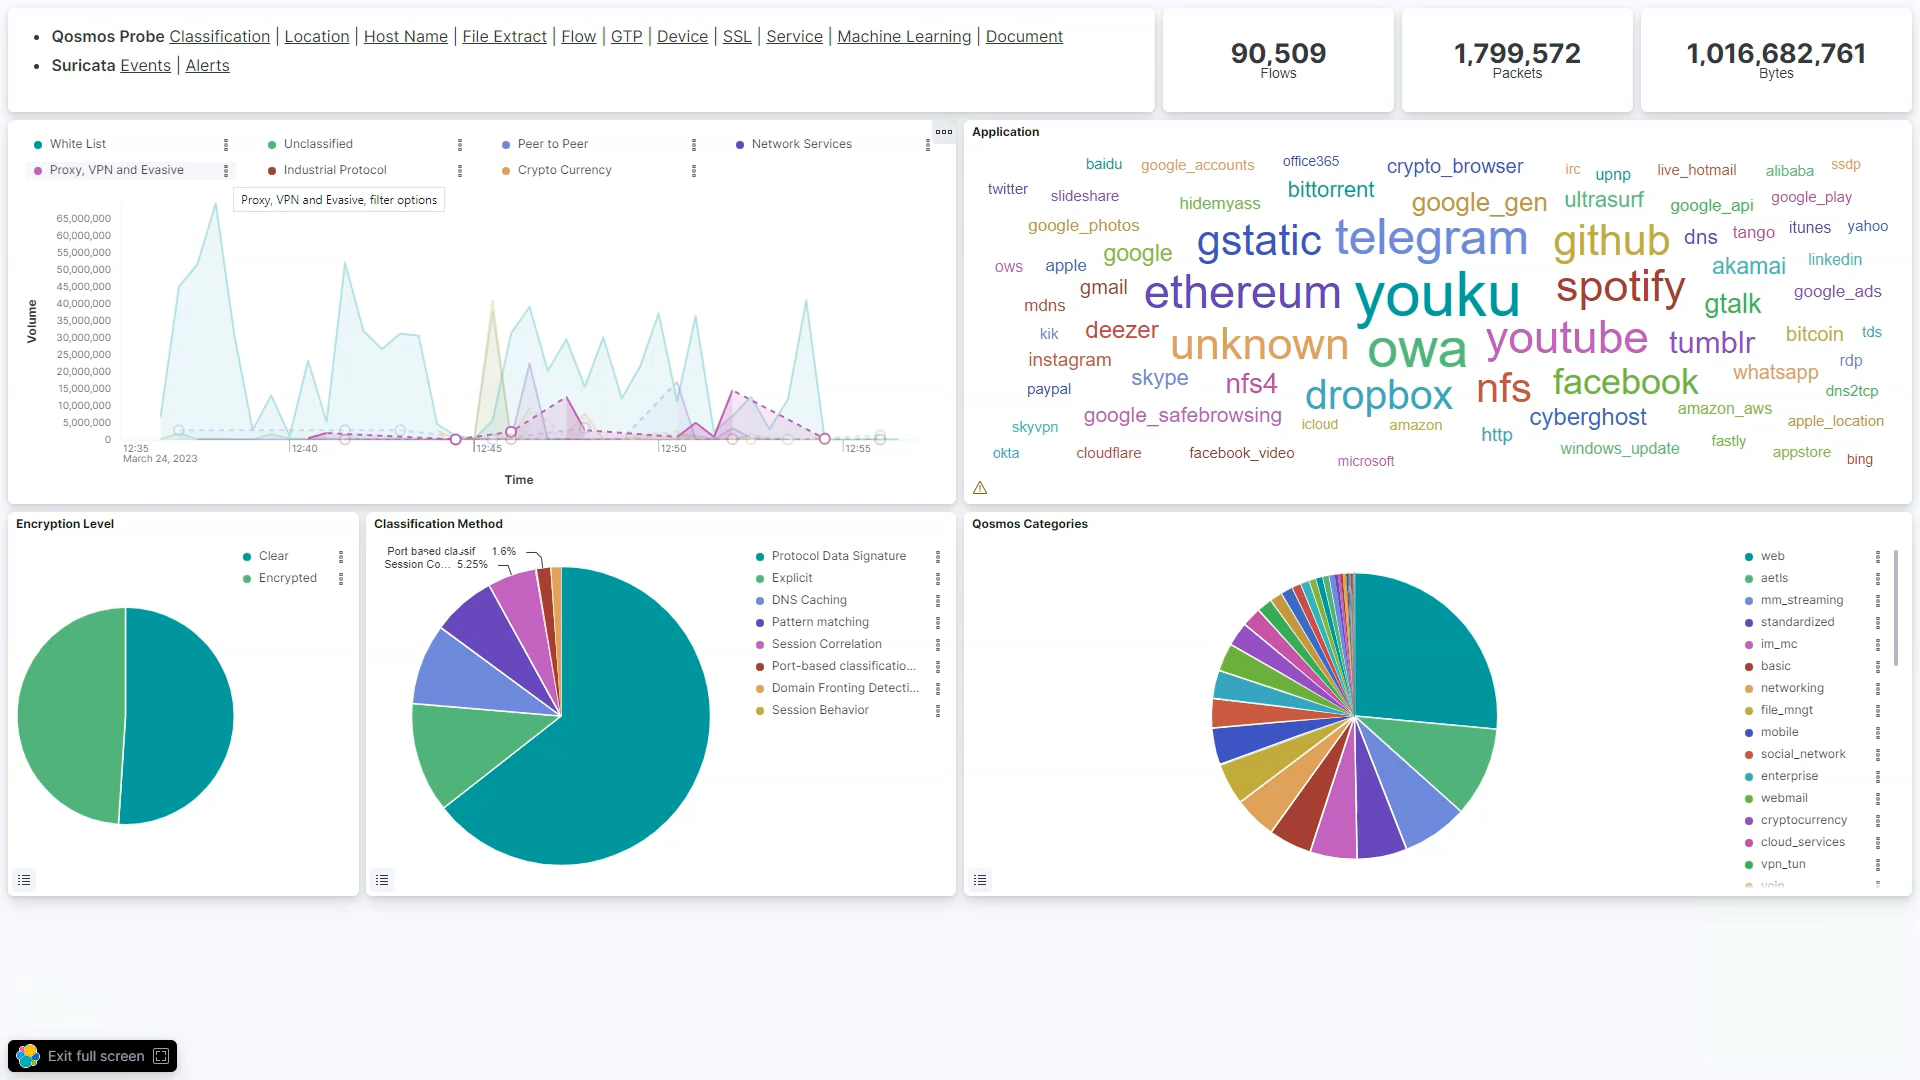 Qosmos Probe Classification | Location | Host Name | File Extract | Flow | GTP | Device | SSL | Service | Machine Learning | Document
Suricata Events | Alerts
90,509
Flows
1,799,572
Packets
1,016,682,761
Bytes
White List
Unclassified
Peer to Peer
Network Services
Proxy, VPN and Evasive
Industrial Protocol
Crypto Currency
Proxy, VPN and Evasive, filter options
Volume
65,000,000
60,000,000
55,000,000
50,000,000
45,000,000
40,000,000
35,000,000
30,000,000
25,000,000
20,000,000
15,000,000
10,000,000
5,000,000
0
12:35
12:40
12:45
12:50
12:55
March 24, 2023
Time
Application
baidu google_accounts office365 crypto_browser irc upnp live_hotmail alibaba ssdp
twitter slideshare hidemyass bittorrent google_gen ultrasurf google_api google_play
google_photos google gstatic telegram github dns tango itunes yahoo
ows apple akamai linkedin
mdns gmail ethereum youku spotify gtalk google_ads
kik deezer unknown owa youtube tumblr bitcoin tds
instagram skype nfs4 whatsapp rdp
paypal dropbox nfs facebook dns2tcp
skyvpn google_safebrowsing icloud amazon http cyberghost amazon_aws apple_location
okta cloudflare facebook_video microsoft windows_update fastly appstore bing
Encryption Level
Clear
Encrypted
Classification Method
Port based classif 1.6%
Session Co... 5.25%
Protocol Data Signature
Explicit
DNS Caching
Pattern matching
Session Correlation
Port-based classificatio...
Domain Fronting Detecti...
Session Behavior
Qosmos Categories
web
aetls
mm_streaming
standardized
im_mc
basic
networking
file_mngt
mobile
social_network
enterprise
webmail
cryptocurrency
cloud_services
vpn_tun
voip
Exit full screen